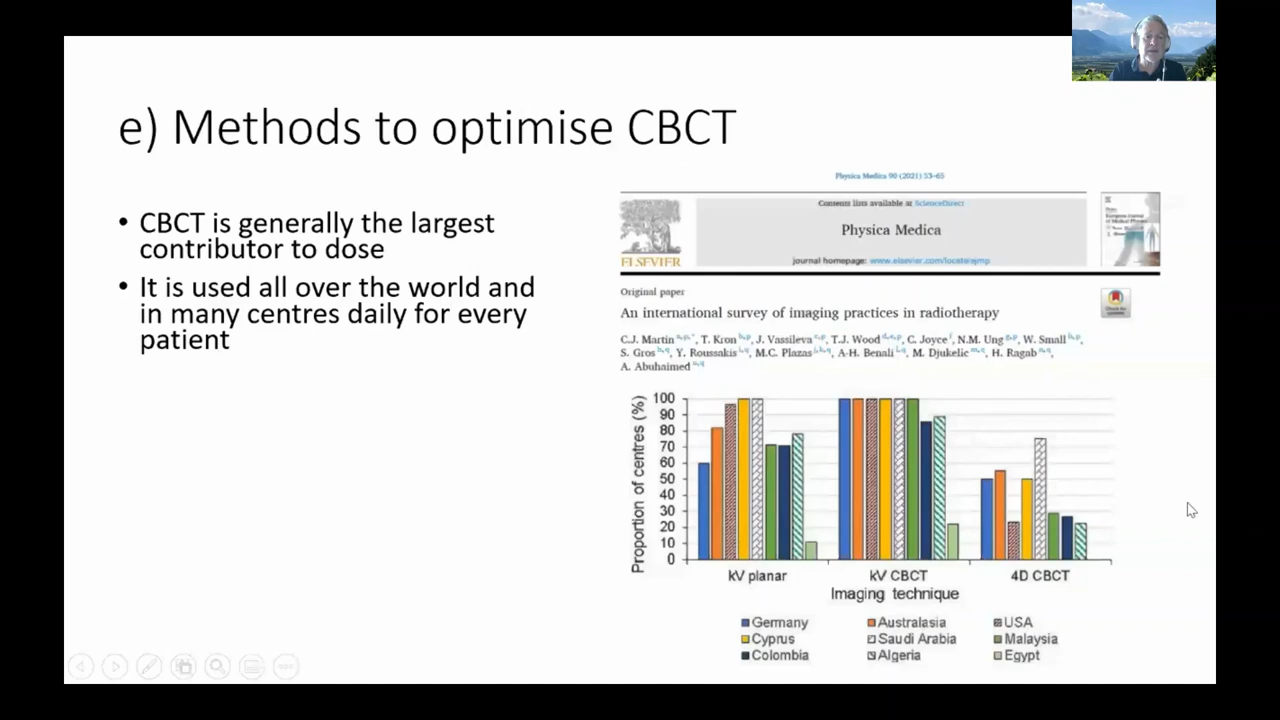 e) Methods to optimise CBCT
• CBCT is generally the largest
contributor to dose
• It is used all over the world and
in many centres daily for every
patient
Physica Medica 90 (2021) 53–65
Contents lists available at ScienceDirect
Physica Medica
journal homepage: www.elsevier.com/locate/ejmp
ELSEVIER
Original paper
An international survey of imaging practices in radiotherapy
C.J. Martin, T. Kron, J. Vassileva, T.J. Wood, C. Joyce, N.M. Ung, W. Small,
S. Gros, Y. Roussakis, M.C. Plazas, A-H. Benali, M. Djukelic, H. Ragab,
A. Abuhaimed
Proportion of centres (%)
100
90
80
70
60
50
40
30
20
10
0
kV planar kV CBCT 4D CBCT
Imaging technique
Germany Australasia USA
Cyprus Saudi Arabia Malaysia
Colombia Algeria Egypt